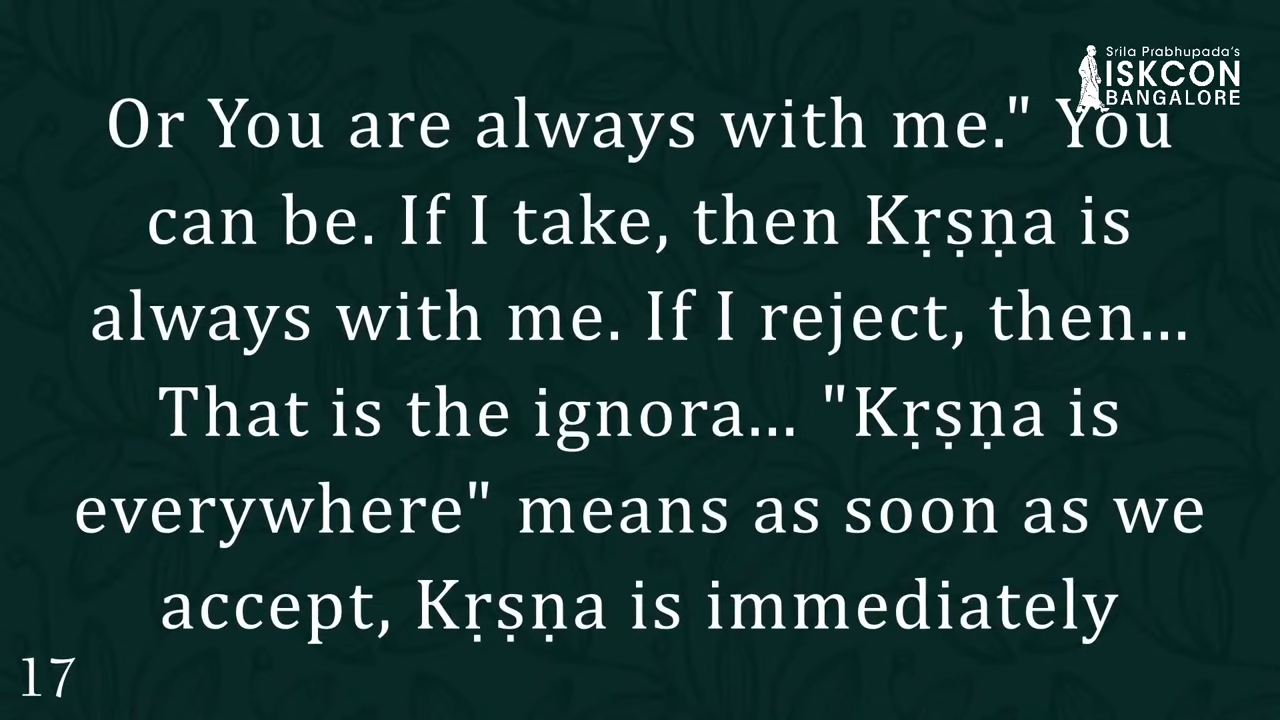 Srila Prabhupada's
ISKCON
BANGALORE
Or You are always with me." You
can be. If I take, then Kṛṣṇa is
always with me. If I reject, then...
That is the ignora... "Kṛṣṇa is
everywhere" means as soon as we
accept, Kṛṣṇa is immediately
17